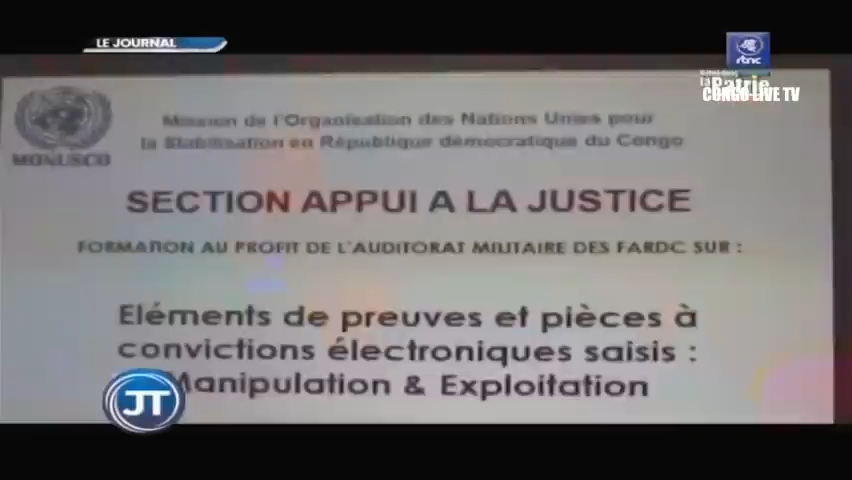 LE JOURNAL
rtnc
la Patrie
CONGO LIVE TV
MONUSCO
Mission de l'Organisation des Nations Unies pour
la Stabilisation en République démocratique du Congo
SECTION APPUI A LA JUSTICE
FORMATION AU PROFIT DE L'AUDITORAT MILITAIRE DES FARDC SUR :
Eléments de preuves et pièces à
convictions électroniques saisis :
Manipulation & Exploitation
JT